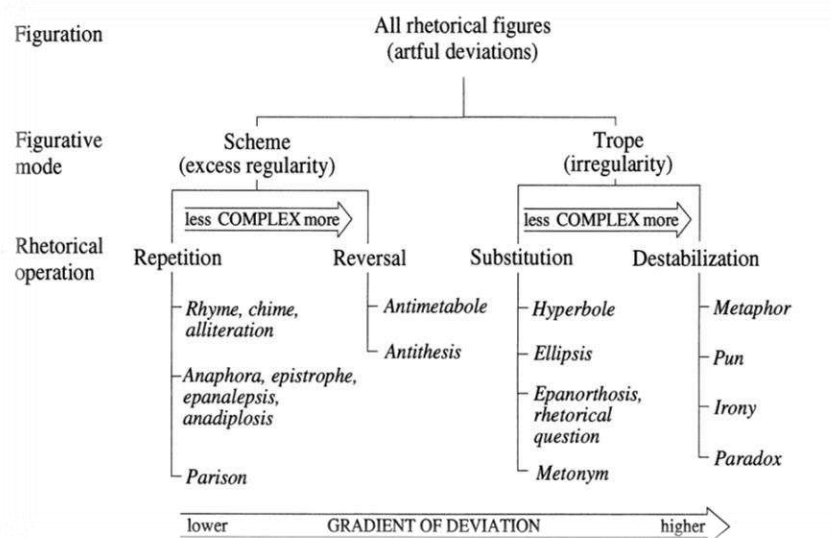 Figuration
All rhetorical figures
(artful deviations)
Figurative
mode
Scheme
(excess regularity)
Trope
(irregularity)
less COMPLEX more
less COMPLEX more
Rhetorical
operation
Repetition
Reversal
Substitution
Destabilization
Rhyme, chime,
alliteration
Anaphora, epistrophe,
epanalepsis,
anadiplosis
Parison
Antimetabole
Antithesis
Hyperbole
Ellipsis
Epanorthosis,
rhetorical
question
Metonym
Metaphor
Pun
Irony
Paradox
lower GRADIENT OF DEVIATION higher